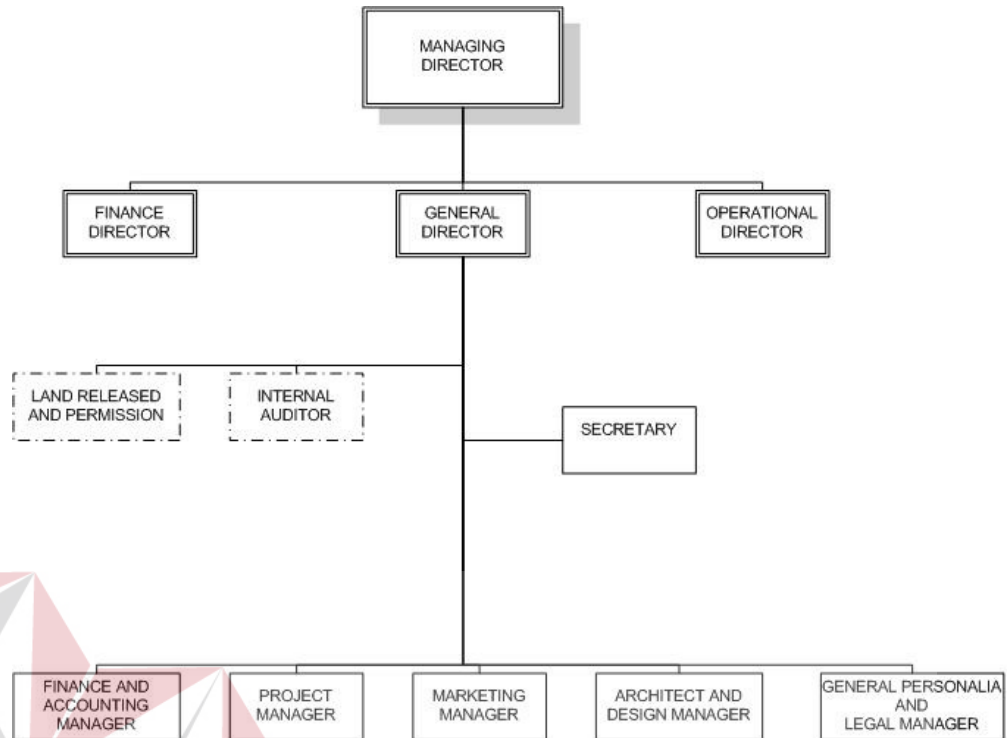 MANAGING
DIRECTOR
FINANCE
DIRECTOR
GENERAL
DIRECTOR
OPERATIONAL
DIRECTOR
LAND RELEASED
AND PERMISSION
INTERNAL
AUDITOR
SECRETARY
FINANCE AND
ACCOUNTING
MANAGER
PROJECT
MANAGER
MARKETING
MANAGER
ARCHITECT AND
DESIGN MANAGER
GENERAL PERSONALIA
AND
LEGAL MANAGER